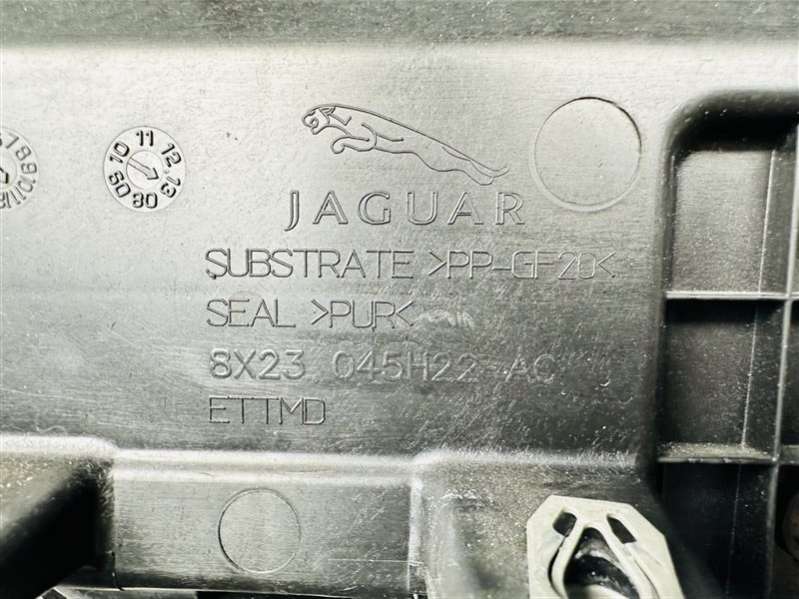 10 11 12 13 08 09
JAGUAR
SUBSTRATE >PP-GF20<
SEAL >PUR<
8X23 045H22-AC
ETTMD